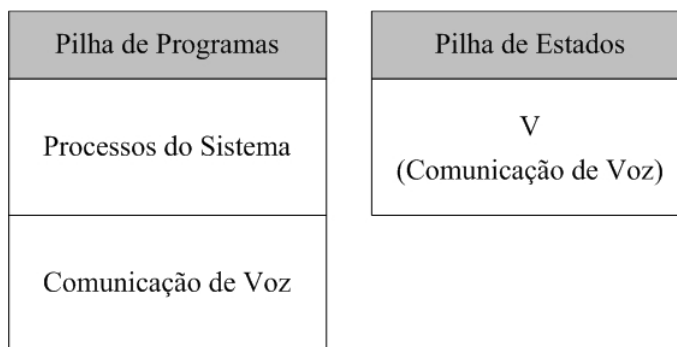 Pilha de Programas
Processos do Sistema
Comunicação de Voz
Pilha de Estados
V
(Comunicação de Voz)